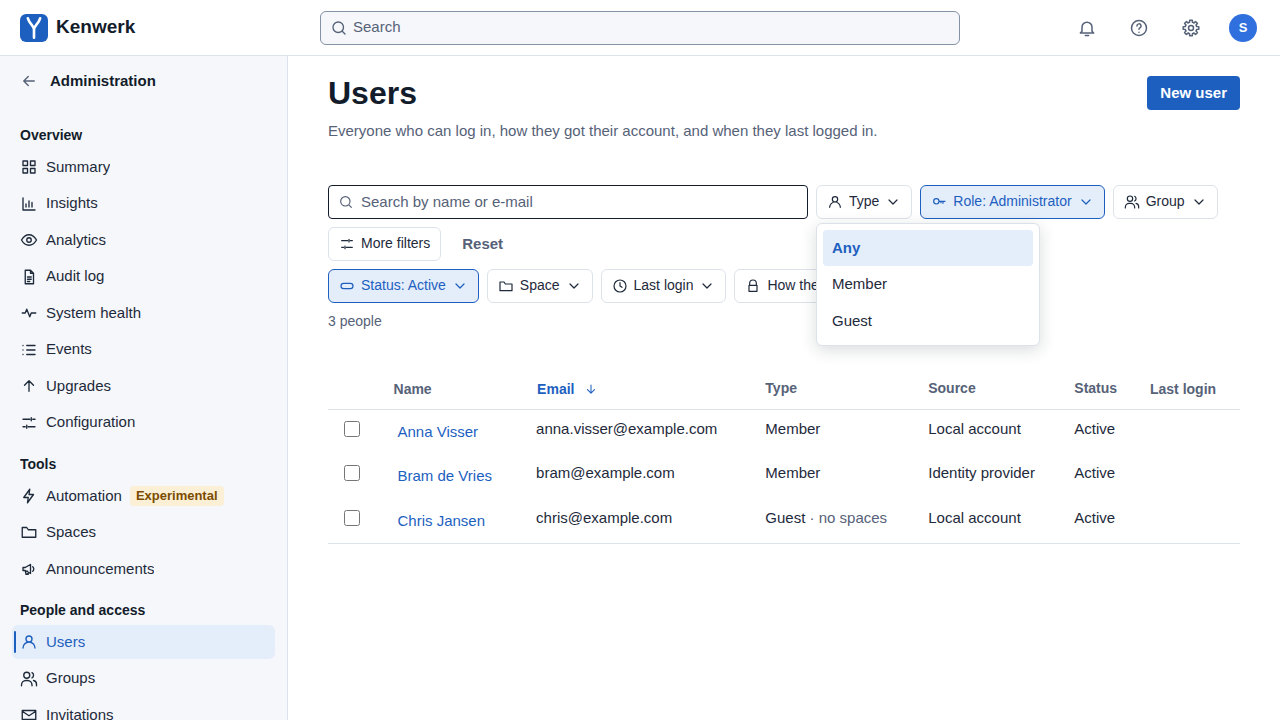 Kenwerk
Search
S
Administration
Overview
Summary
Insights
Analytics
Audit log
System health
Events
Upgrades
Configuration
Tools
Automation Experimental
Spaces
Announcements
People and access
Users
Groups
Invitations
Users
New user
Everyone who can log in, how they got their account, and when they last logged in.
Search by name or e-mail
Type
Role: Administrator
Group
More filters
Reset
Any
Member
Guest
Status: Active
Space
Last login
How the
3 people
Name Email Type Source Status Last login
Anna Visser anna.visser@example.com Member Local account Active
Bram de Vries bram@example.com Member Identity provider Active
Chris Jansen chris@example.com Guest · no spaces Local account Active